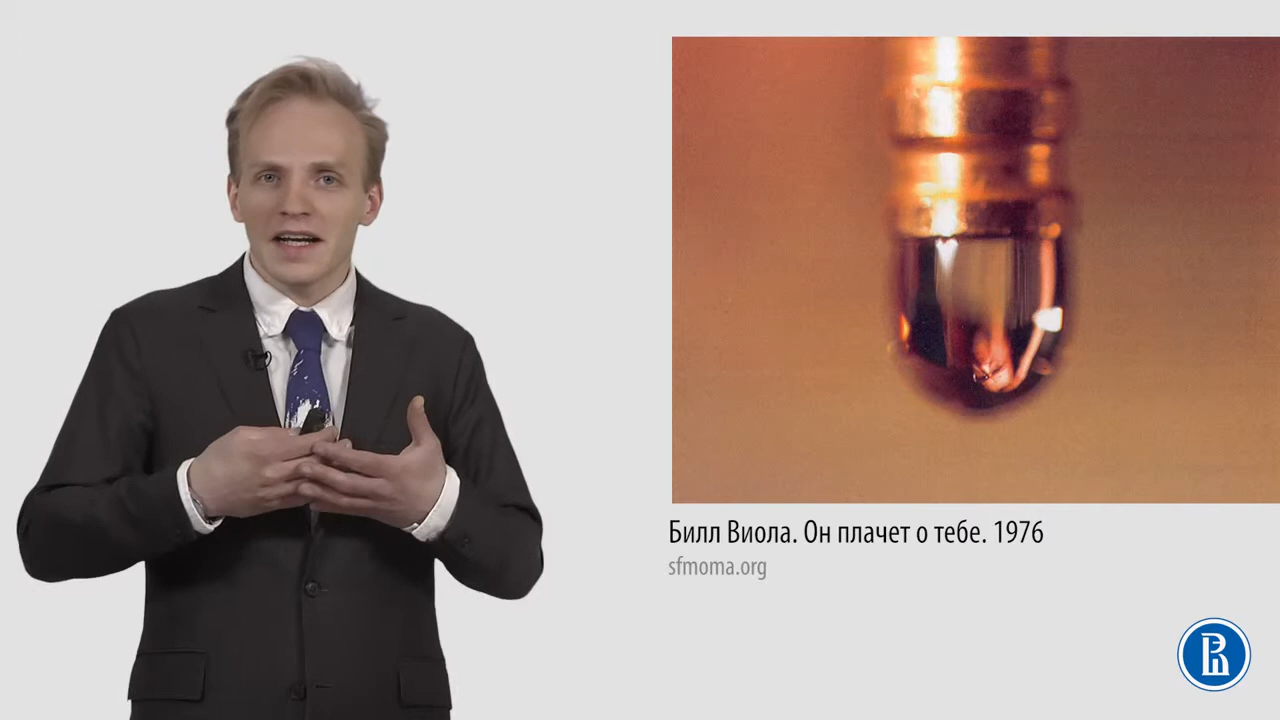 Билл Виола. Он плачет о тебе. 1976
sfmoma.org